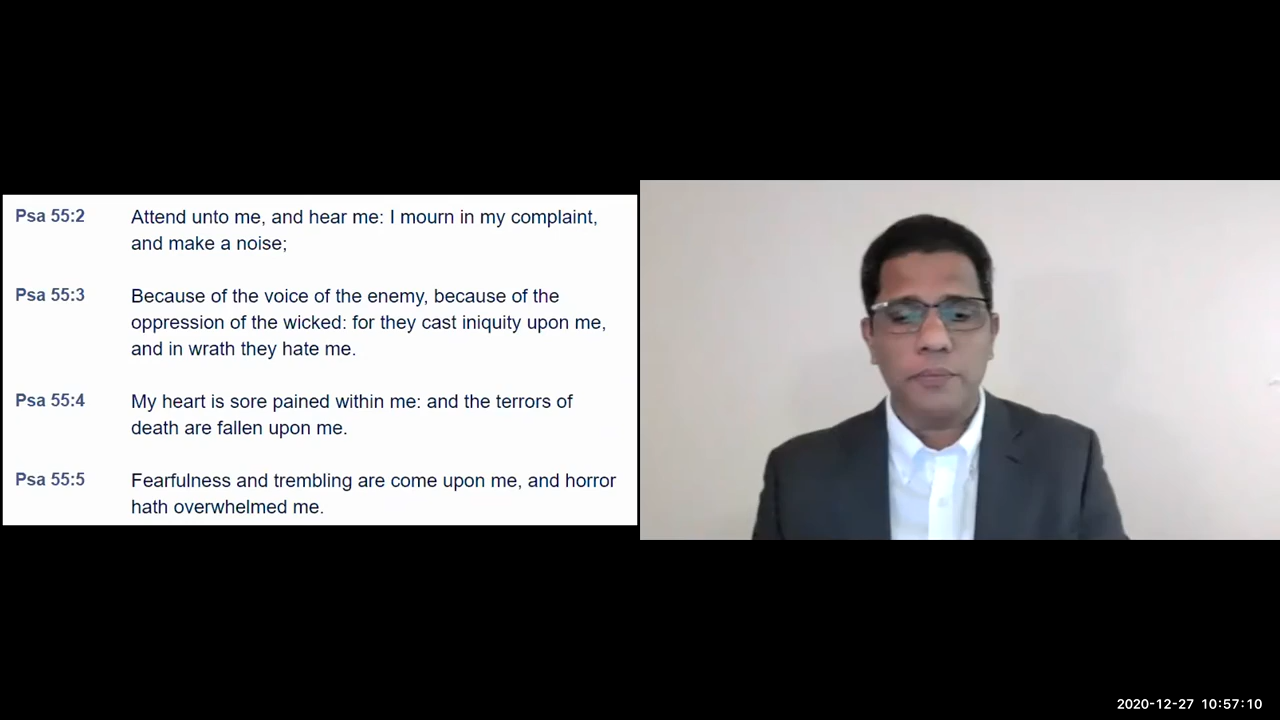 Psa 55:2 Attend unto me, and hear me: I mourn in my complaint,
and make a noise;
Psa 55:3 Because of the voice of the enemy, because of the
oppression of the wicked: for they cast iniquity upon me,
and in wrath they hate me.
Psa 55:4 My heart is sore pained within me: and the terrors of
death are fallen upon me.
Psa 55:5 Fearfulness and trembling are come upon me, and horror
hath overwhelmed me.
2020-12-27 10:57:10